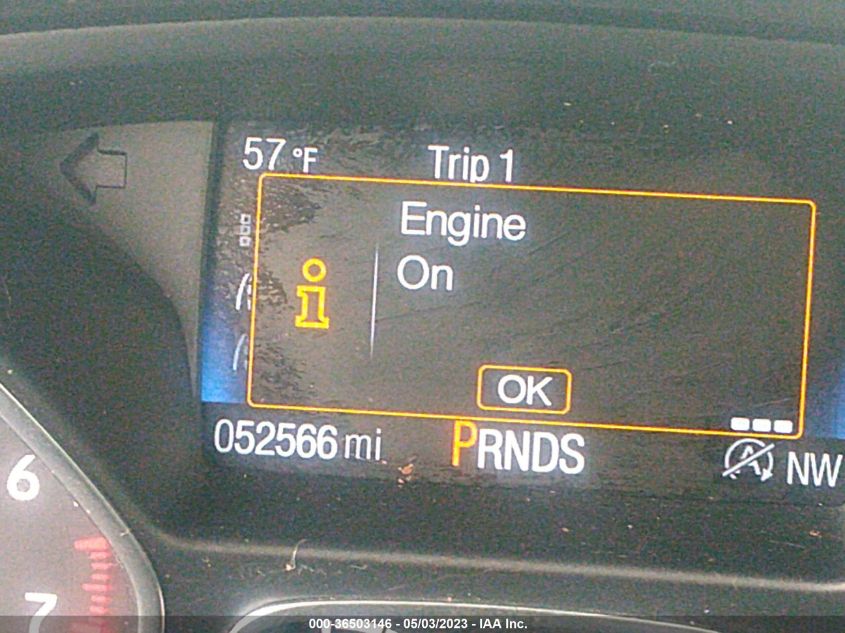 57 °F Trip 1
Engine
On
OK
052566 mi PRNDS A NW
6
7
000-36503146 - 05/03/2023 - IAA Inc.